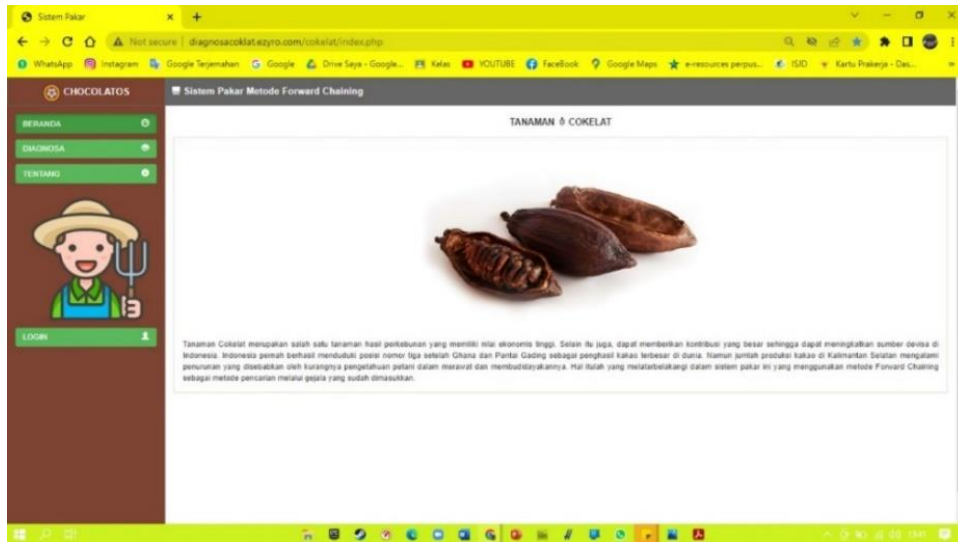 Sistem Pakar
Not secure | diagnosacoklat.ezyro.com/cokelat/index.php
WhatsApp Instagram Google Terjemahan Google Drive Saya - Google... Kelas YOUTUBE FaceBook Google Maps e-resources perpus... ISJD Kartu Prakerja - Das...
CHOCOLATOS
Sistem Pakar Metode Forward Chaining
BERANDA
DIAGNOSA
TENTANG
LOGIN
TANAMAN COKELAT
Tanaman Cokelat merupakan salah satu tanaman hasil perkebunan yang memiliki nilai ekonomis tinggi. Selain itu juga, dapat memberikan kontribusi yang besar sehingga dapat meningkatkan sumber devisa di
Indonesia. Indonesia pernah berhasil menduduki posisi nomor tiga setelah Ghana dan Pantai Gading sebagai penghasil kakao terbesar di dunia. Namun jumlah produksi kakao di Kalimantan Selatan mengalami
penurunan yang disebabkan oleh kurangnya pengetahuan petani dalam merawat dan membudidayakannya. Hal itulah yang melatarbelakangi dalam sistem pakar ini yang menggunakan metode Forward Chaining
sebagai metode pencarian melalui gejala yang sudah dimasukkan.